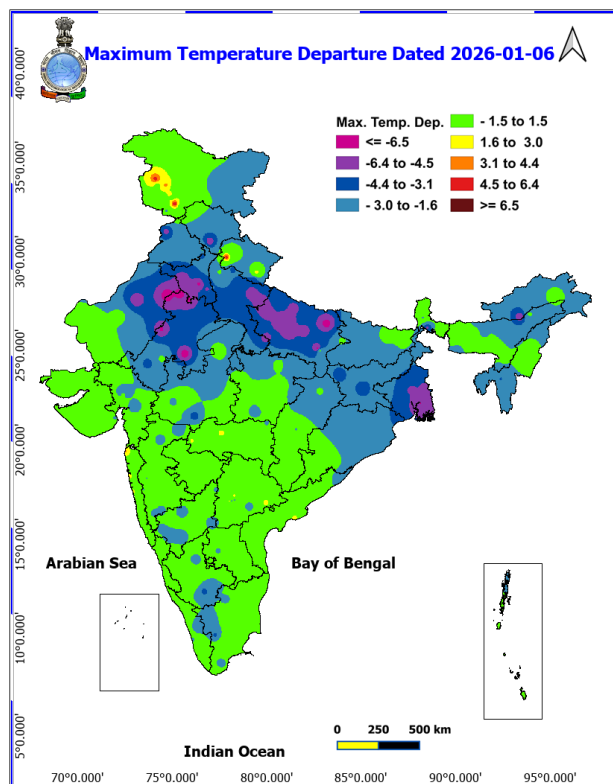 Maximum Temperature Departure Dated 2026-01-06
Max. Temp. Dep.
<= -6.5
-6.4 to -4.5
-4.4 to -3.1
- 3.0 to -1.6
- 1.5 to 1.5
1.6 to 3.0
3.1 to 4.4
4.5 to 6.4
>= 6.5
40°0.000'
35°0.000'
30°0.000'
25°0.000'
20°0.000'
15°0.000'
10°0.000'
5°0.000'
Arabian Sea
Bay of Bengal
Indian Ocean
0 250 500 km
70°0.000' 75°0.000' 80°0.000' 85°0.000' 90°0.000' 95°0.000'